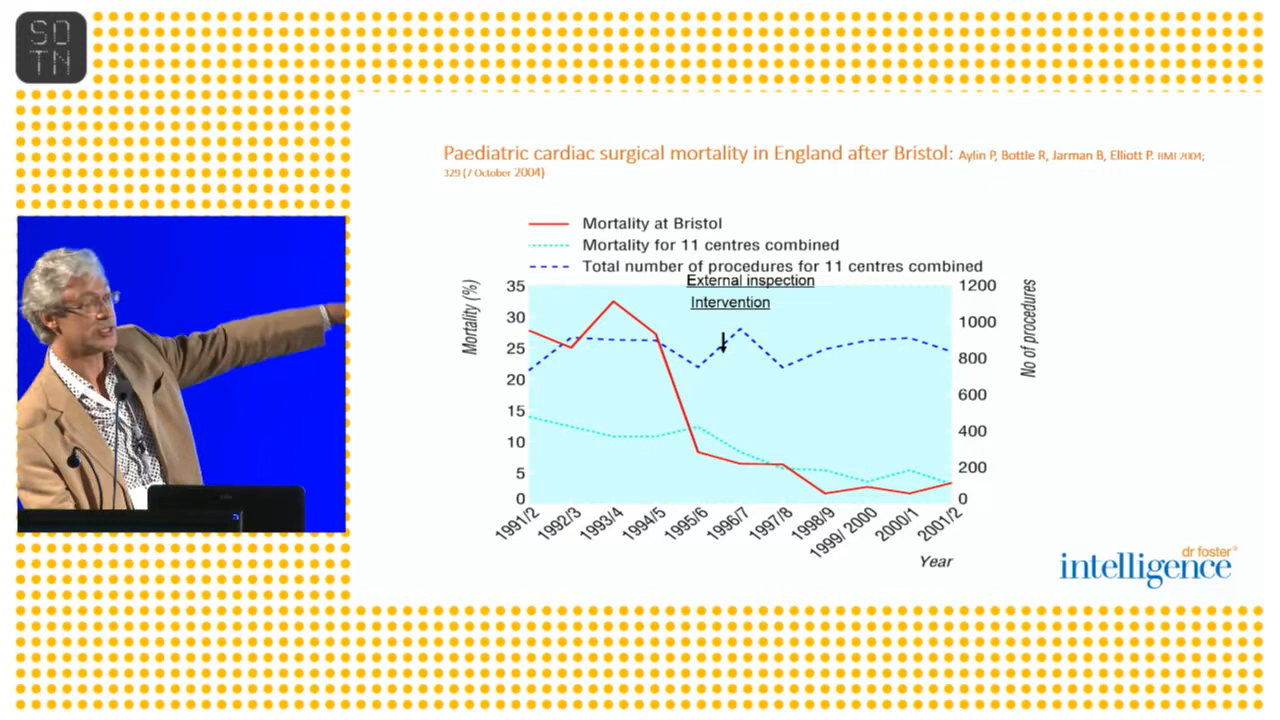 SO
TN
Paediatric cardiac surgical mortality in England after Bristol: Aylin P, Bottle R, Jarman B, Elliott P. BMJ 2004;
329 (7 October 2004)
Mortality at Bristol
Mortality for 11 centres combined
Total number of procedures for 11 centres combined
External inspection
Intervention
Mortality (%)
35
30
25
20
15
10
5
0
1200
1000
800
600
400
200
0
No of procedures
1991/2
1992/3
1993/4
1994/5
1995/6
1996/7
1997/8
1998/9
1999/ 2000
2000/1
2001/2
Year
dr foster®
intelligence